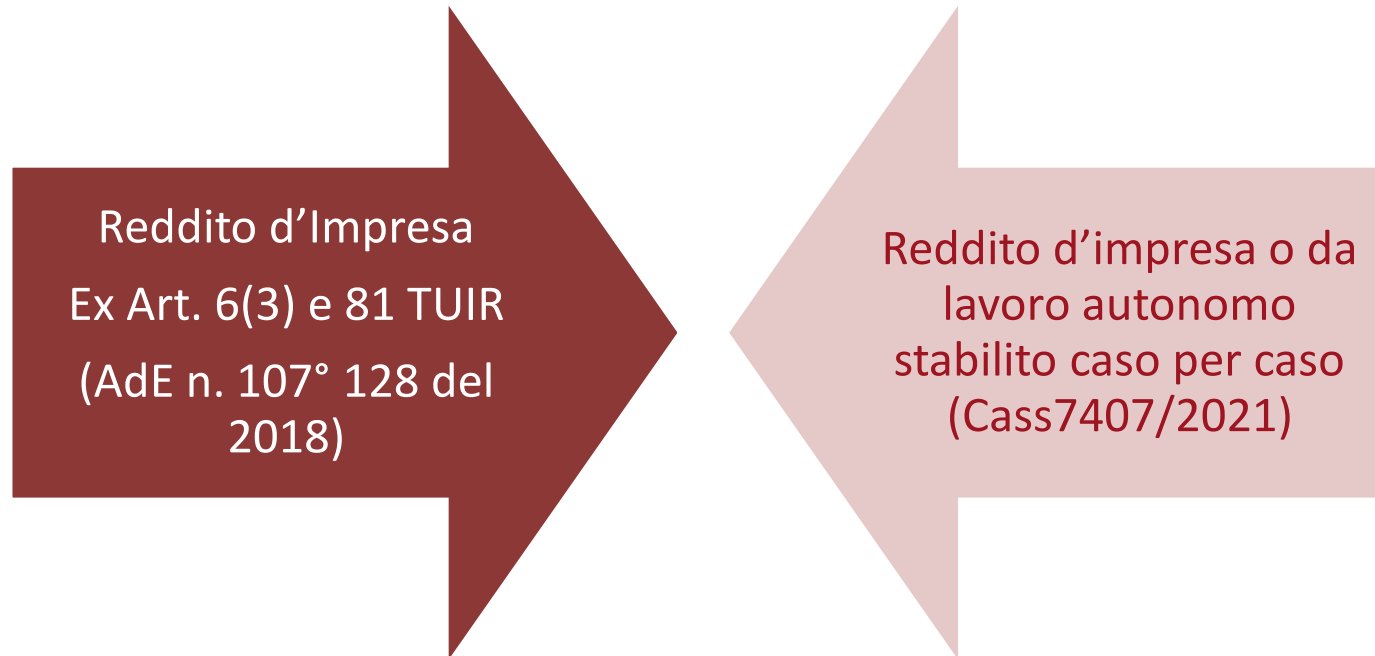 Reddito d’Impresa
Ex Art. 6(3) e 81 TUIR
(AdE n. 107° 128 del
2018)
Reddito d’impresa o da
lavoro autonomo
stabilito caso per caso
(Cass7407/2021)